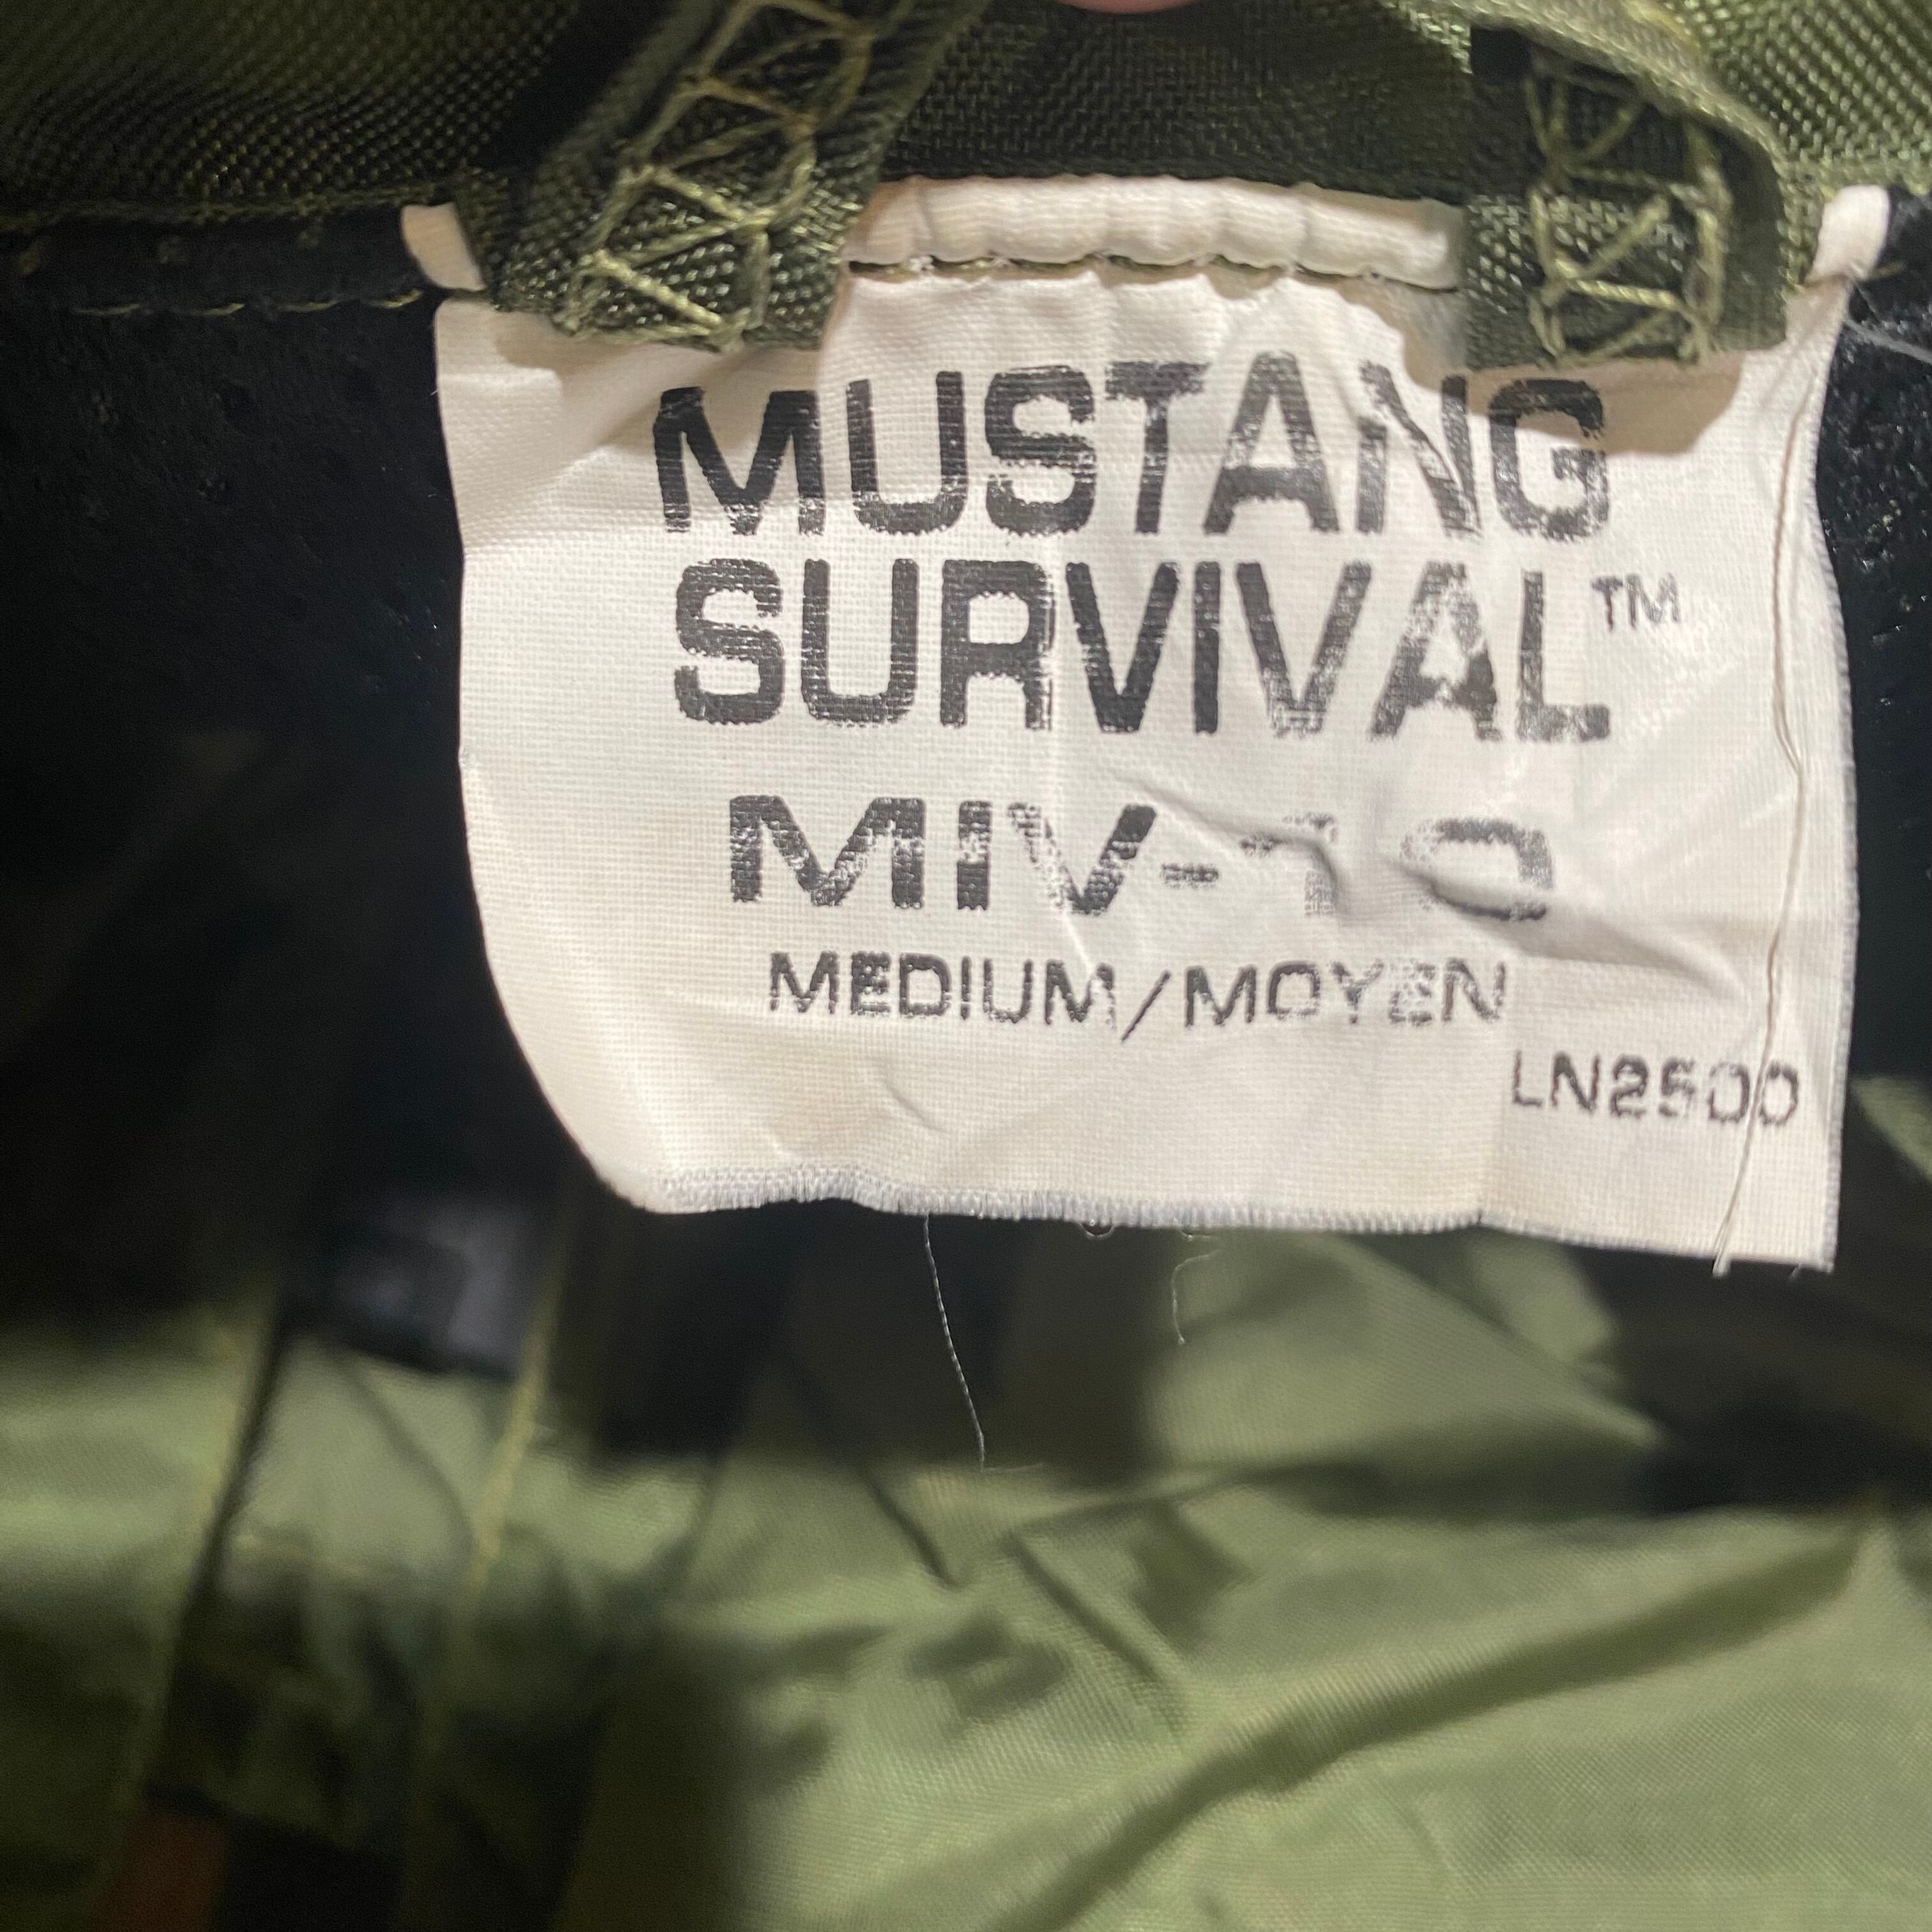 MUSTANG
SURVIVAL™
MIV-10
MEDIUM/MOYEN
LN2500